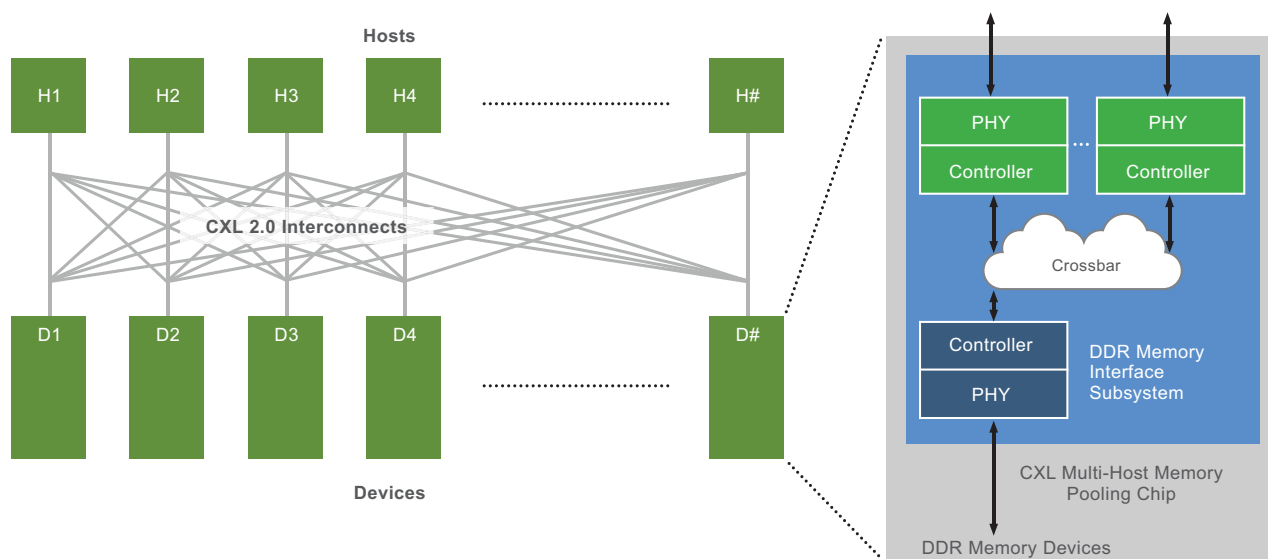 Hosts
H1
H2
H3
H4
H#
CXL 2.0 Interconnects
D1
D2
D3
D4
D#
Devices
PHY
Controller
...
PHY
Controller
Crossbar
Controller
PHY
DDR Memory
Interface
Subsystem
CXL Multi-Host Memory
Pooling Chip
DDR Memory Devices